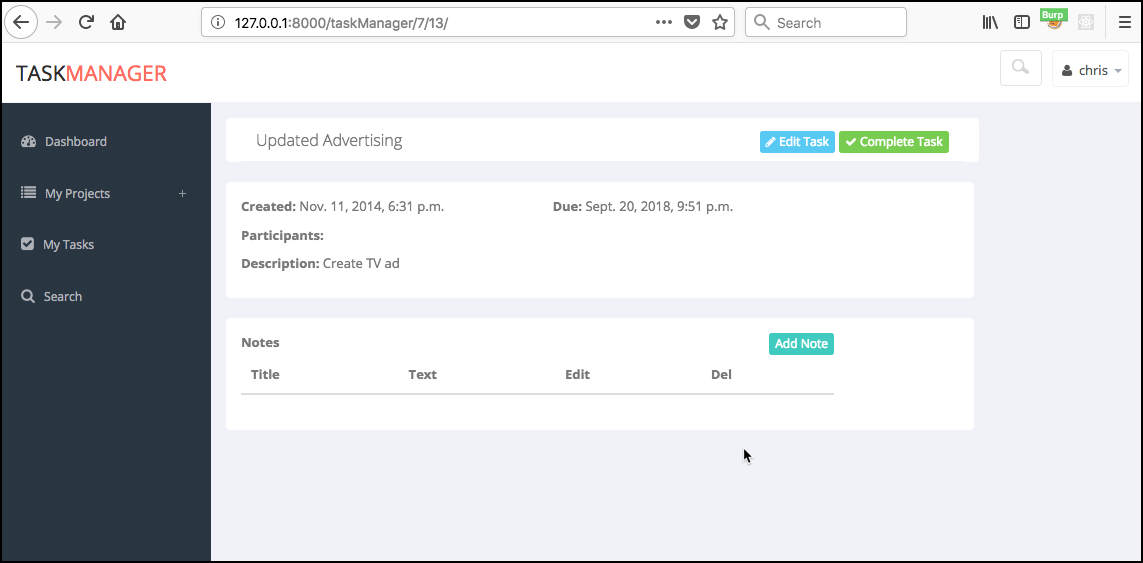 127.0.0.1:8000/taskManager/7/13/
Search
Burp
TASKMANAGER
chris
Dashboard
My Projects +
My Tasks
Search
Updated Advertising
Edit Task
Complete Task
Created: Nov. 11, 2014, 6:31 p.m. Due: Sept. 20, 2018, 9:51 p.m.
Participants:
Description: Create TV ad
Notes
Add Note
Title Text Edit Del